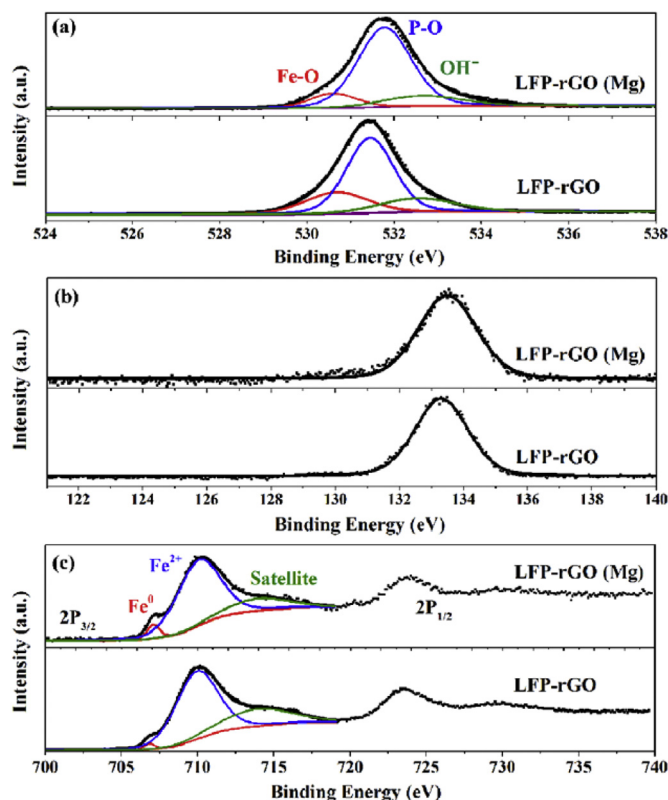 (a)
P-O
Fe-O
OH⁻
LFP-rGO (Mg)
LFP-rGO
Intensity (a.u.)
524 526 528 530 532 534 536 538
Binding Energy (eV)
(b)
LFP-rGO (Mg)
LFP-rGO
Intensity (a.u.)
122 124 126 128 130 132 134 136 138 140
Binding Energy (eV)
(c)
Fe²⁺
Satellite
LFP-rGO (Mg)
Fe⁰
2P₃/₂
2P₁/₂
LFP-rGO
Intensity (a.u.)
700 705 710 715 720 725 730 735 740
Binding Energy (eV)